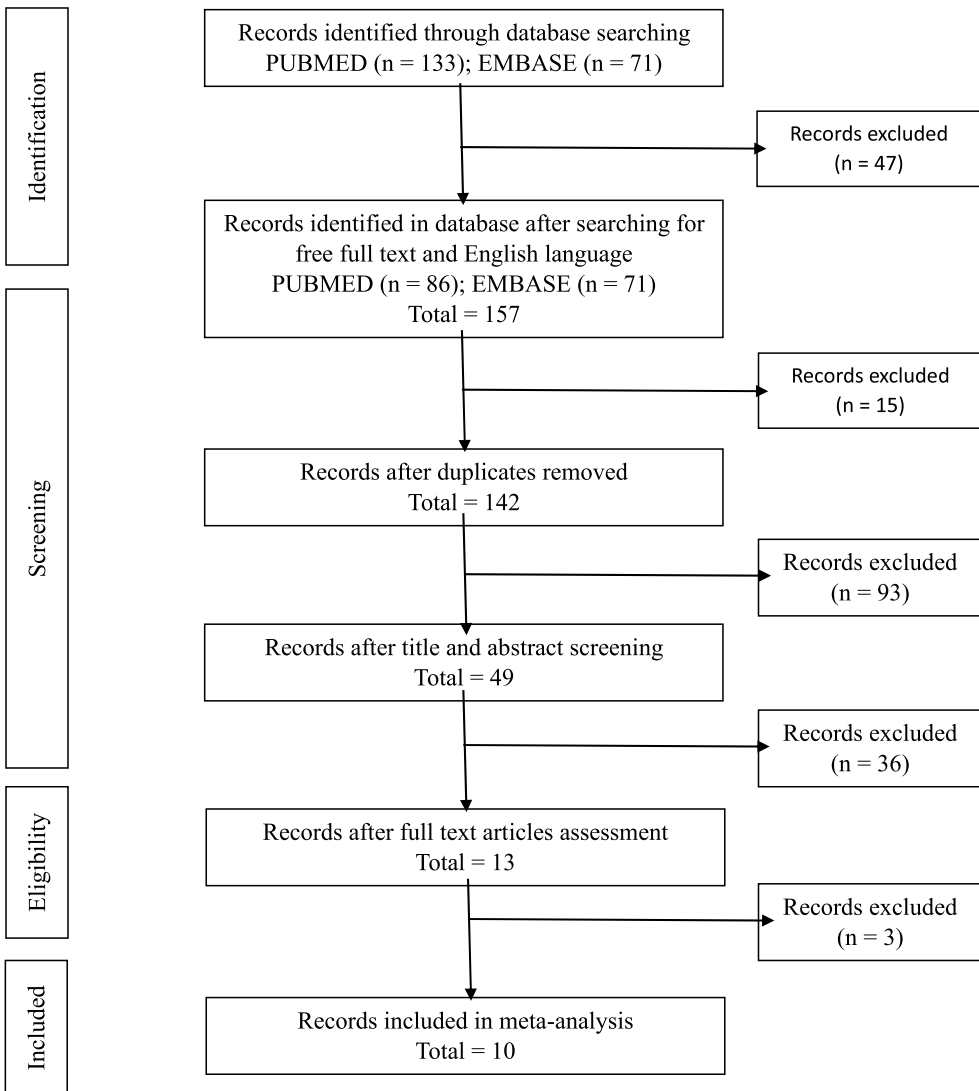 Identification
Records identified through database searching
PUBMED (n = 133); EMBASE (n = 71)
Records excluded
(n = 47)
Records identified in database after searching for
free full text and English language
PUBMED (n = 86); EMBASE (n = 71)
Total = 157
Screening
Records excluded
(n = 15)
Records after duplicates removed
Total = 142
Records excluded
(n = 93)
Records after title and abstract screening
Total = 49
Records excluded
(n = 36)
Eligibility
Records after full text articles assessment
Total = 13
Records excluded
(n = 3)
Included
Records included in meta-analysis
Total = 10